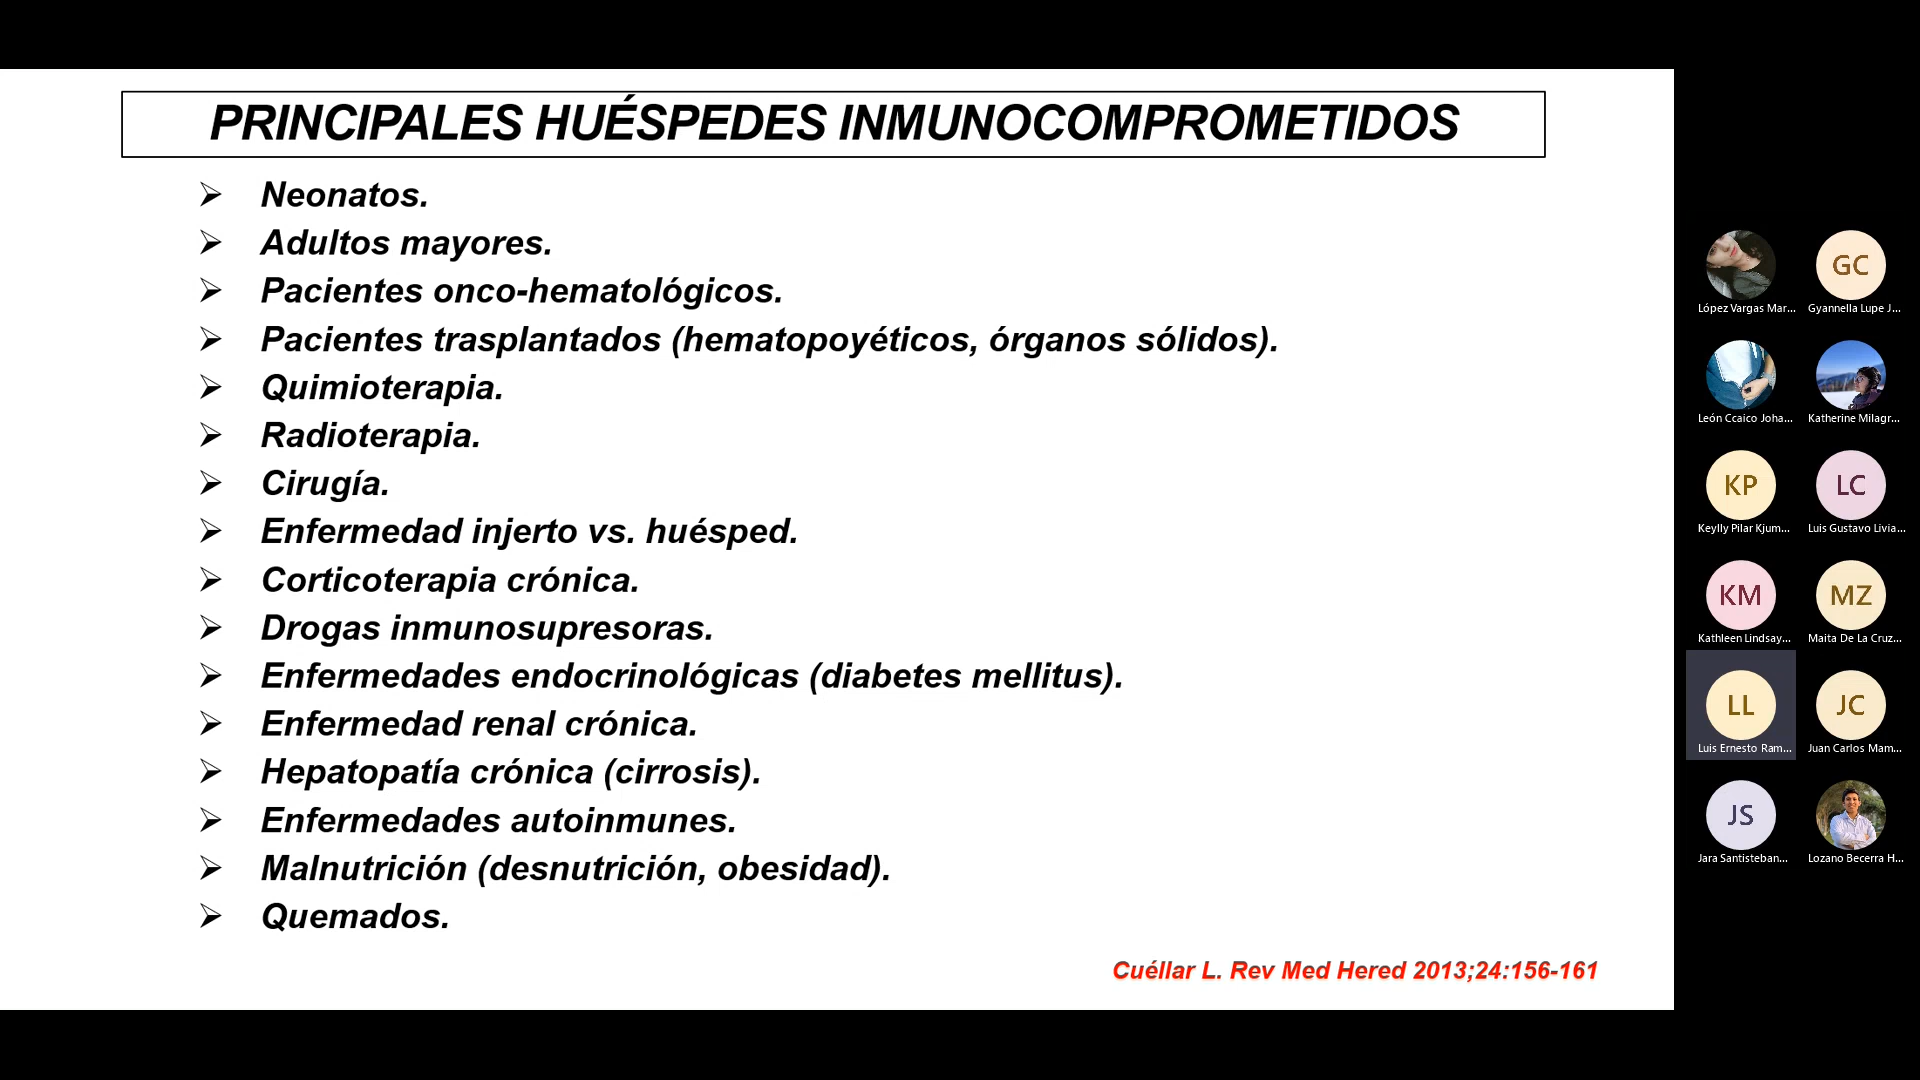 PRINCIPALES HUÉSPEDES INMUNOCOMPROMETIDOS
Neonatos.
Adultos mayores.
Pacientes onco-hematológicos.
Pacientes trasplantados (hematopoyéticos, órganos sólidos).
Quimioterapia.
Radioterapia.
Cirugía.
Enfermedad injerto vs. huésped.
Corticoterapia crónica.
Drogas inmunosupresoras.
Enfermedades endocrinológicas (diabetes mellitus).
Enfermedad renal crónica.
Hepatopatía crónica (cirrosis).
Enfermedades autoinmunes.
Malnutrición (desnutrición, obesidad).
Quemados.
Cuéllar L. Rev Med Hered 2013;24:156-161
López Vargas Mar...
GC
Gyannella Lupe J...
León Ccaico Joha...
Katherine Milagr...
KP
Keylly Pilar Kjum...
LC
Luis Gustavo Livia...
KM
Kathleen Lindsay...
MZ
Maita De La Cruz...
LL
Luis Ernesto Ram...
JC
Juan Carlos Mam...
JS
Jara Santisteban...
Lozano Becerra H...